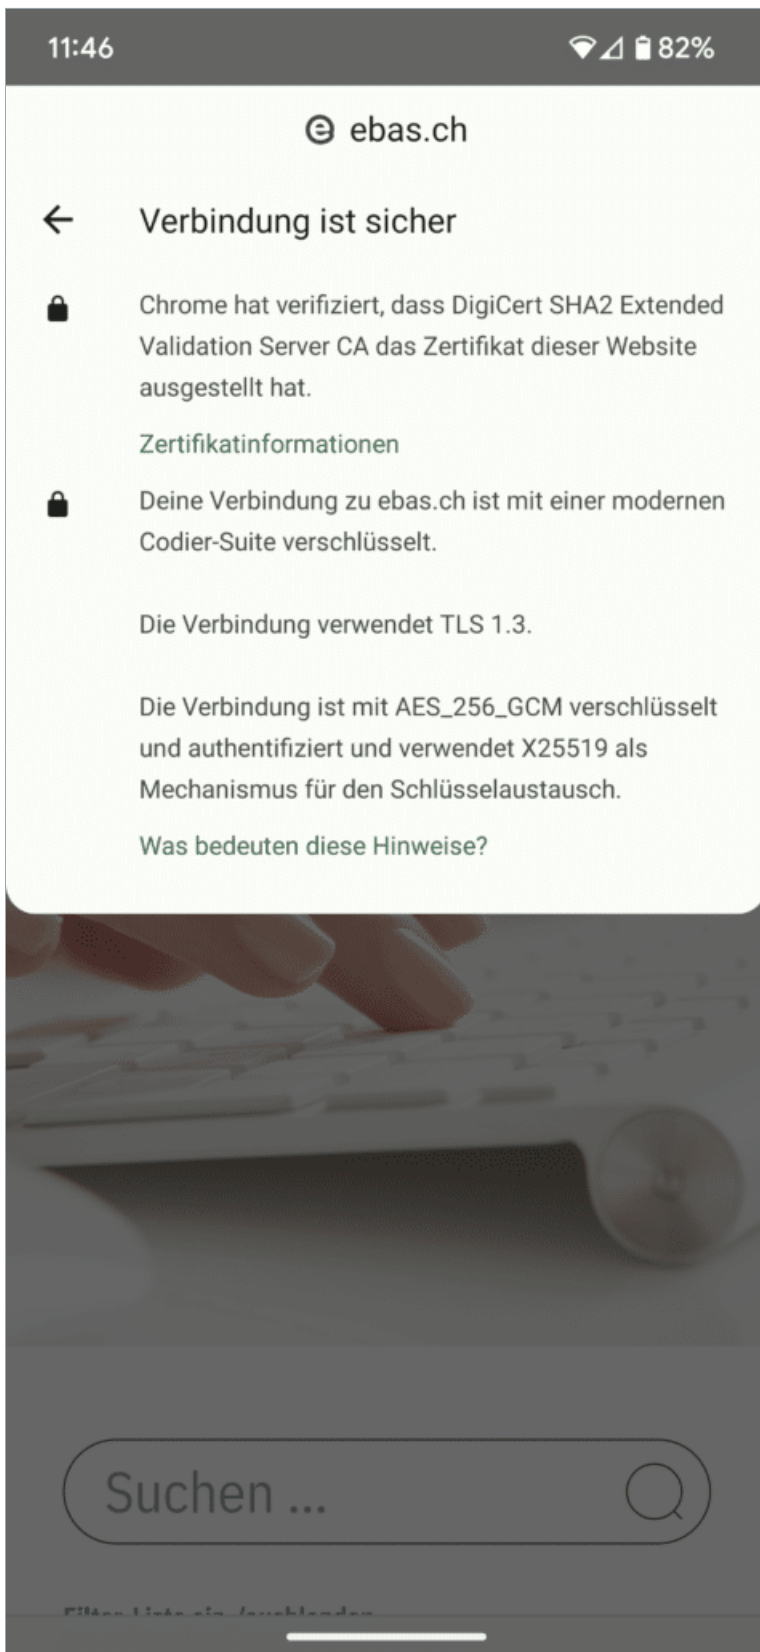 11:46 82%
ebas.ch
Verbindung ist sicher
Chrome hat verifiziert, dass DigiCert SHA2 Extended
Validation Server CA das Zertifikat dieser Website
ausgestellt hat.
Zertifikatinformationen
Deine Verbindung zu ebas.ch ist mit einer modernen
Codier-Suite verschlüsselt.
Die Verbindung verwendet TLS 1.3.
Die Verbindung ist mit AES_256_GCM verschlüsselt
und authentifiziert und verwendet X25519 als
Mechanismus für den Schlüsselaustausch.
Was bedeuten diese Hinweise?
Suchen ...